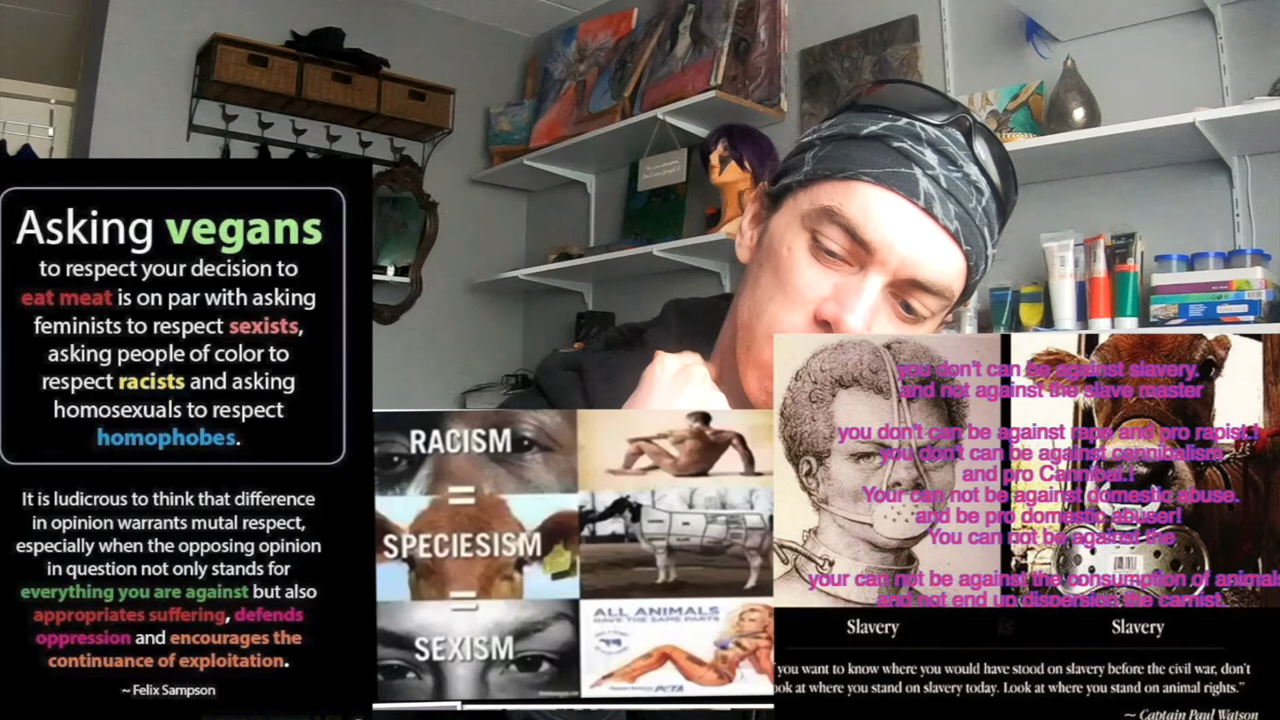 Asking vegans
to respect your decision to
eat meat is on par with asking
feminists to respect sexists,
asking people of color to
respect racists and asking
homosexuals to respect
homophobes.
It is ludicrous to think that difference
in opinion warrants mutal respect,
especially when the opposing opinion
in question not only stands for
everything you are against but also
appropriates suffering, defends
oppression and encourages the
continuance of exploitation.
~ Felix Sampson
RACISM
=
SPECIESISM
=
SEXISM
ALL ANIMALS
HAVE THE SAME PARTS
PETA
you don't can be against slavery.
and not against the slave master
you don't can be against rape and pro rapist.!
you don't can be against cannibalism
and pro Cannibal.!
Your can not be against domestic abuse.
and be pro domestic abuser!
You can not be against the
your can not be against the consumption of animals
and not end up dispersion the carnist.
Slavery is Slavery
you want to know where you would have stood on slavery before the civil war, don't
ok at where you stand on slavery today. Look at where you stand on animal rights."
~ Captain Paul Watson